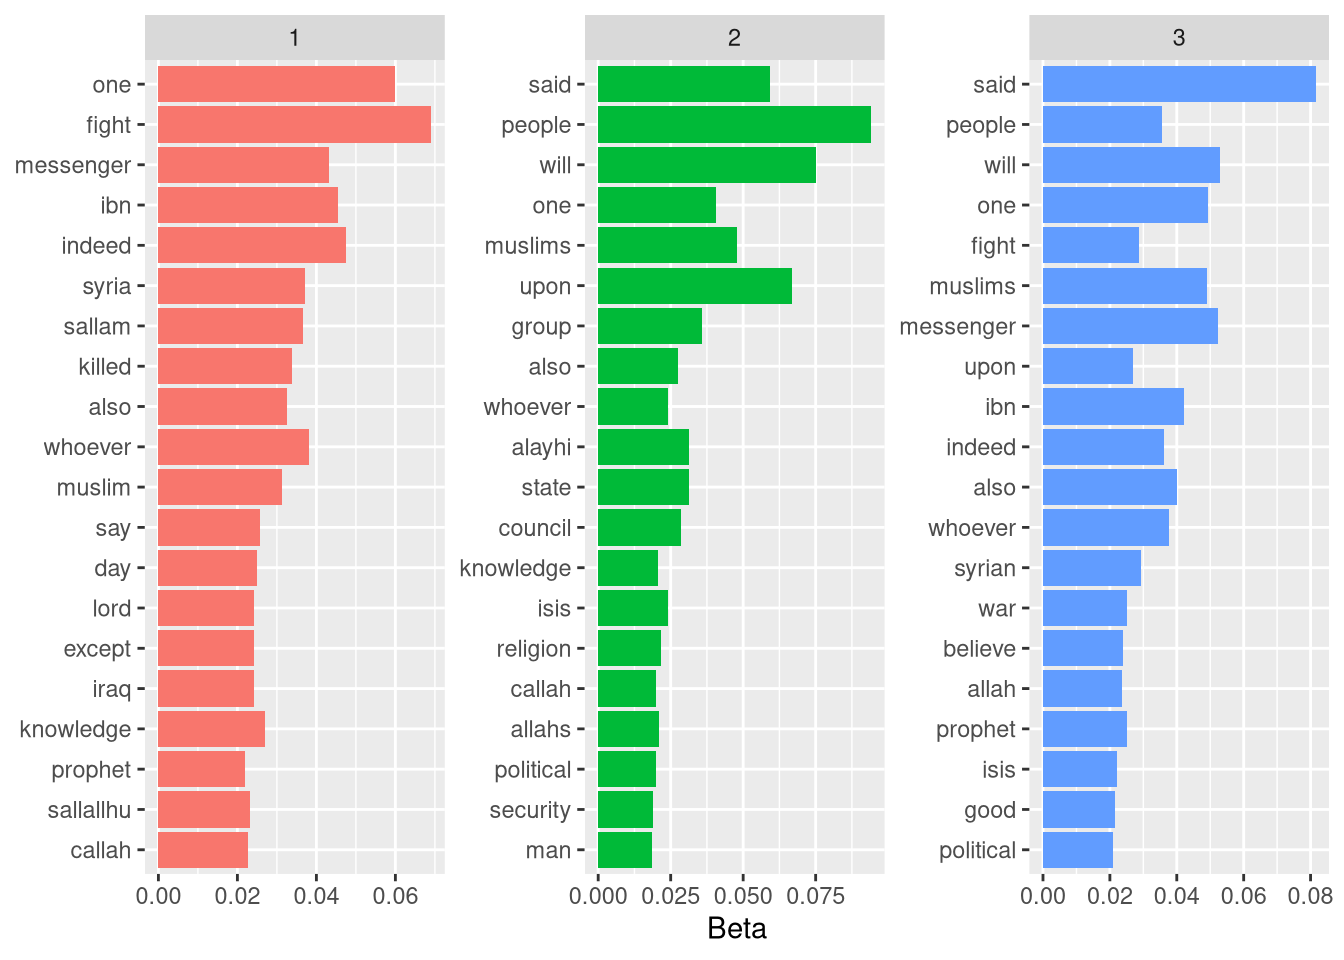 1
one
fight
messenger
ibn
indeed
syria
sallam
killed
also
whoever
muslim
say
day
lord
except
iraq
knowledge
prophet
sallallhu
callah
0.00 0.02 0.04 0.06
2
said
people
will
one
muslims
upon
group
also
whoever
alayhi
state
council
knowledge
isis
religion
callah
allahs
political
security
man
0.000 0.025 0.050 0.075
3
said
people
will
one
fight
muslims
messenger
upon
ibn
indeed
also
whoever
syrian
war
believe
allah
prophet
isis
good
political
0.00 0.02 0.04 0.06 0.08
Beta